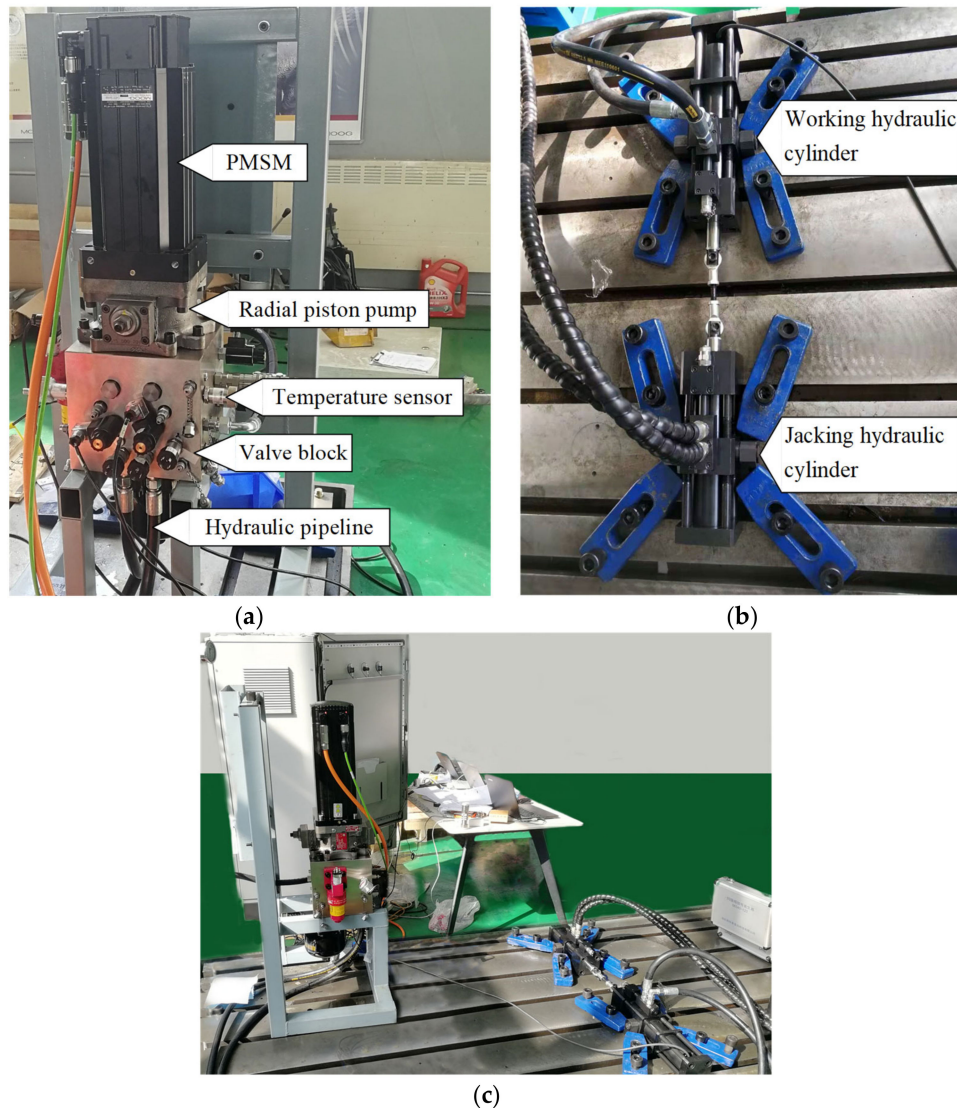 PMSM
Radial piston pump
Temperature sensor
Valve block
Hydraulic pipeline
(a)
Working hydraulic
cylinder
Jacking hydraulic
cylinder
(b)
(c)